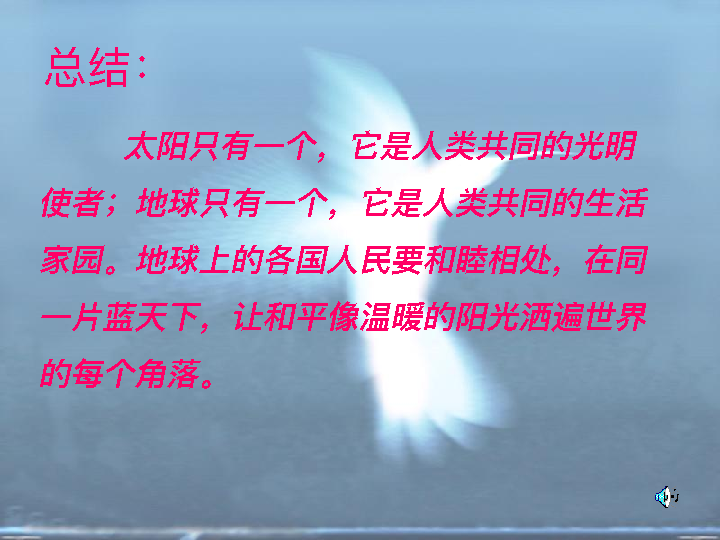 总结：
太阳只有一个，它是人类共同的光明
使者；地球只有一个，它是人类共同的生活
家园。地球上的各国人民要和睦相处，在同
一片蓝天下，让和平像温暖的阳光洒遍世界
的每个角落。